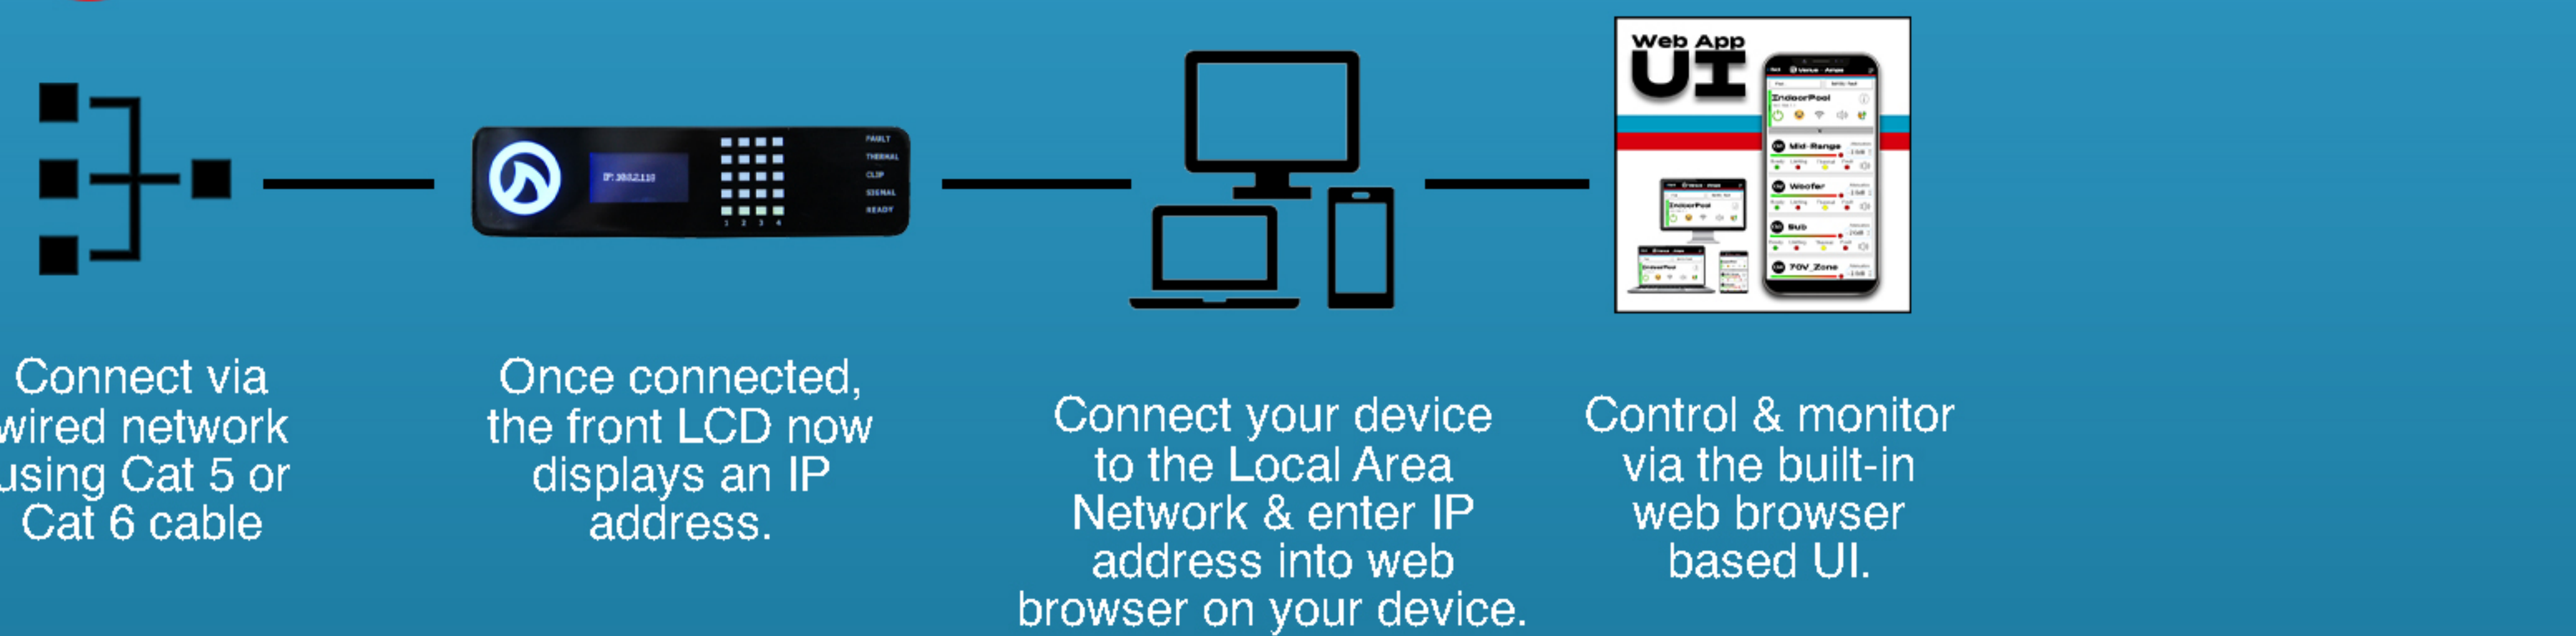 Connect via
wired network
using Cat 5 or
Cat 6 cable
FAULT
THERMAL
CLIP
SIGNAL
READY
1 2 3 4
Once connected,
the front LCD now
displays an IP
address.
Connect your device
to the Local Area
Network & enter IP
address into web
browser on your device.
Web App
UI
Venue Amps
IndoorPool
Mid-Range
Woofer
Sub
70V_Zone
IndoorPool
Control & monitor
via the built-in
web browser
based UI.